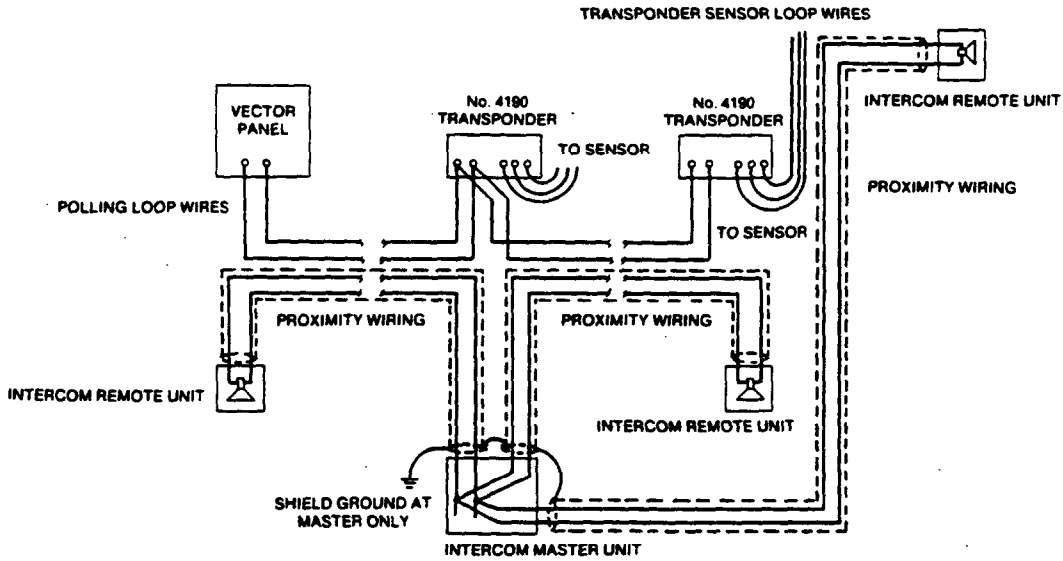 TRANSPONDER SENSOR LOOP WIRES
INTERCOM REMOTE UNIT
VECTOR
PANEL
No. 4190
TRANSPONDER
No. 4190
TRANSPONDER
TO SENSOR
PROXIMITY WIRING
POLLING LOOP WIRES
TO SENSOR
PROXIMITY WIRING
PROXIMITY WIRING
INTERCOM REMOTE UNIT
INTERCOM REMOTE UNIT
SHIELD GROUND AT
MASTER ONLY
INTERCOM MASTER UNIT